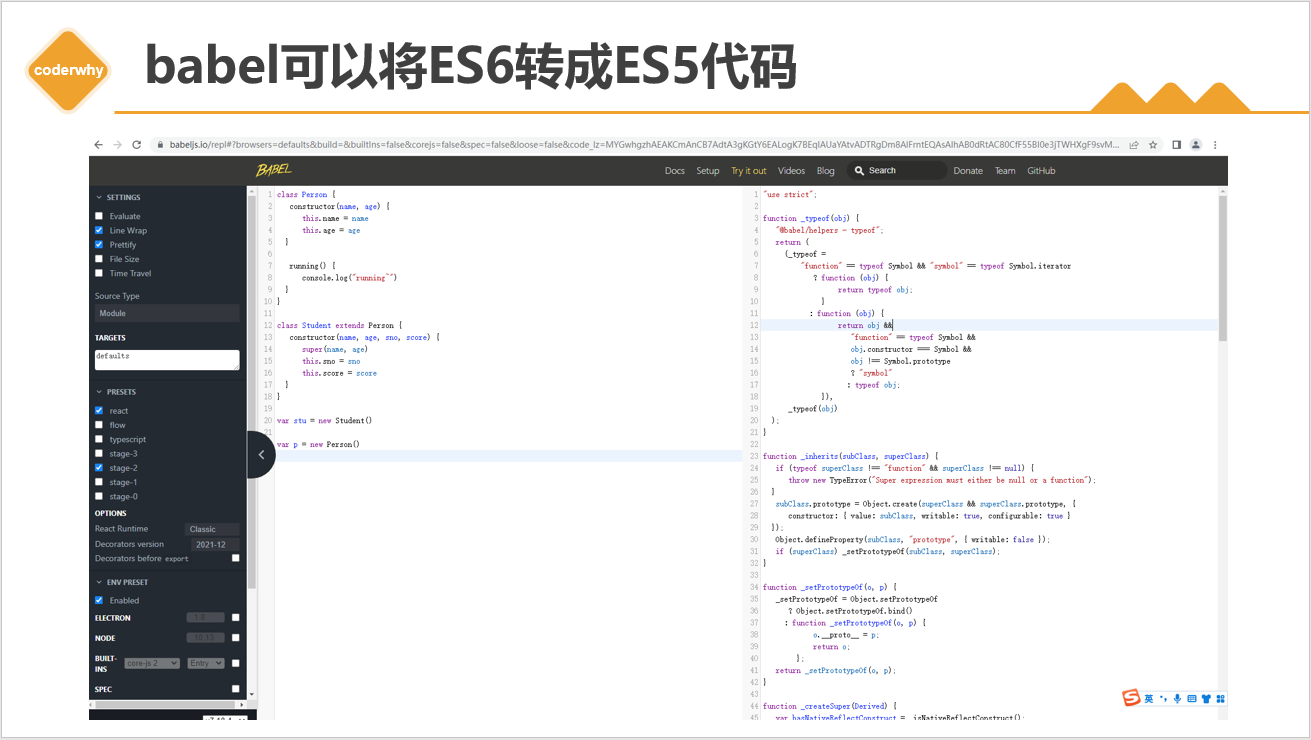 coderwhy
babel可以将ES6转成ES5代码
babeljs.io/repl#?browsers=defaults&build=&builtIns=false&corejs=false&spec=false&loose=false&code_lz=
BABEL
Docs Setup Try it out Videos Blog Search Donate Team GitHub
SETTINGS
Evaluate
Line Wrap
Prettify
File Size
Time Travel
Source Type
Module
TARGETS
defaults
PRESETS
react
flow
typescript
stage-3
stage-2
stage-1
stage-0
OPTIONS
React Runtime Classic
Decorators version 2021-12
Decorators before export
ENV PRESET
Enabled
ELECTRON
NODE
BUILT-
INS core-js 2 Entry
SPEC
1 class Person {
2 constructor(name, age) {
3 this.name = name
4 this.age = age
5 }
6
7 running() {
8 console.log("running~")
9 }
10 }
11
12 class Student extends Person {
13 constructor(name, age, sno, score) {
14 super(name, age)
15 this.sno = sno
16 this.score = score
17 }
18 }
19
20 var stu = new Student()
21
var p = new Person()
1 "use strict";
2
3 function _typeof(obj) {
4 "@babel/helpers - typeof";
5 return (
6 (_typeof =
7 "function" == typeof Symbol && "symbol" == typeof Symbol.iterator
8 ? function (obj) {
9 return typeof obj;
10 }
11 : function (obj) {
12 return obj &&
13 "function" == typeof Symbol &&
14 obj.constructor === Symbol &&
15 obj !== Symbol.prototype
16 ? "symbol"
17 : typeof obj;
18 }),
19 _typeof(obj)
20 );
21 }
22
23 function _inherits(subClass, superClass) {
24 if (typeof superClass !== "function" && superClass !== null) {
25 throw new TypeError("Super expression must either be null or a function");
26 }
27 subClass.prototype = Object.create(superClass && superClass.prototype, {
28 constructor: { value: subClass, writable: true, configurable: true }
29 });
30 Object.defineProperty(subClass, "prototype", { writable: false });
31 if (superClass) _setPrototypeOf(subClass, superClass);
32 }
33
34 function _setPrototypeOf(o, p) {
35 _setPrototypeOf = Object.setPrototypeOf
36 ? Object.setPrototypeOf.bind()
37 : function _setPrototypeOf(o, p) {
38 o.__proto__ = p;
39 return o;
40 };
41 return _setPrototypeOf(o, p);
42 }
43
44 function _createSuper(Derived) {
45 var hasNativeReflectConstruct = _isNativeReflectConstruct();
英